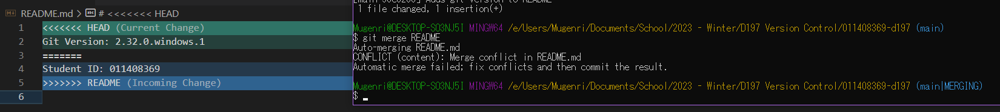 README.md > # <<<<<<< HEAD
1 <<<<<<< HEAD (Current Change)
2 Git Version: 2.32.0.windows.1
3 =======
4 Student ID: 011408369
5 >>>>>>> README (Incoming Change)
6
1 file changed, 1 insertion(+)
Mugenri@DESKTOP-SO3NJ5I MINGW64 /e/Users/Mugenri/Documents/School/2023 - Winter/D197 Version Control/011408369-d197 (main)
$ git merge README
Auto-merging README.md
CONFLICT (content): Merge conflict in README.md
Automatic merge failed; fix conflicts and then commit the result.
Mugenri@DESKTOP-SO3NJ5I MINGW64 /e/Users/Mugenri/Documents/School/2023 - Winter/D197 Version Control/011408369-d197 (main|MERGING)
$